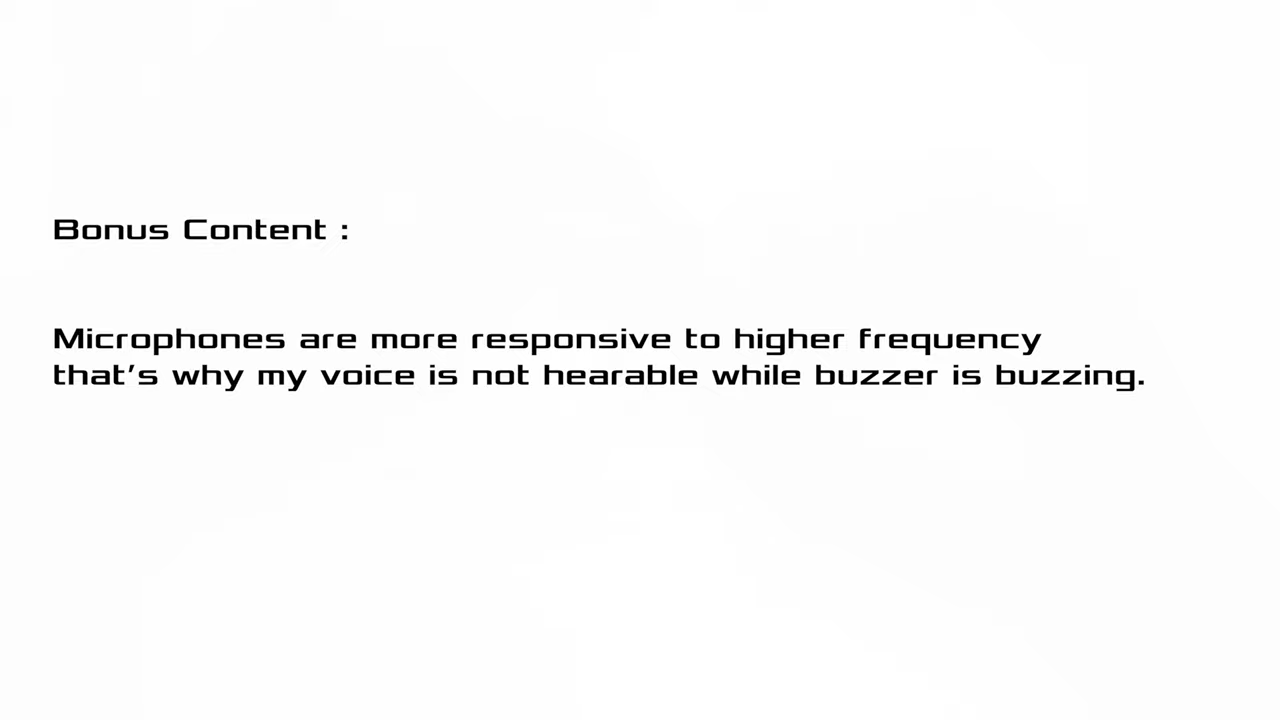 Bonus Content :
Microphones are more responsive to higher frequency
that's why my voice is not hearable while buzzer is buzzing.